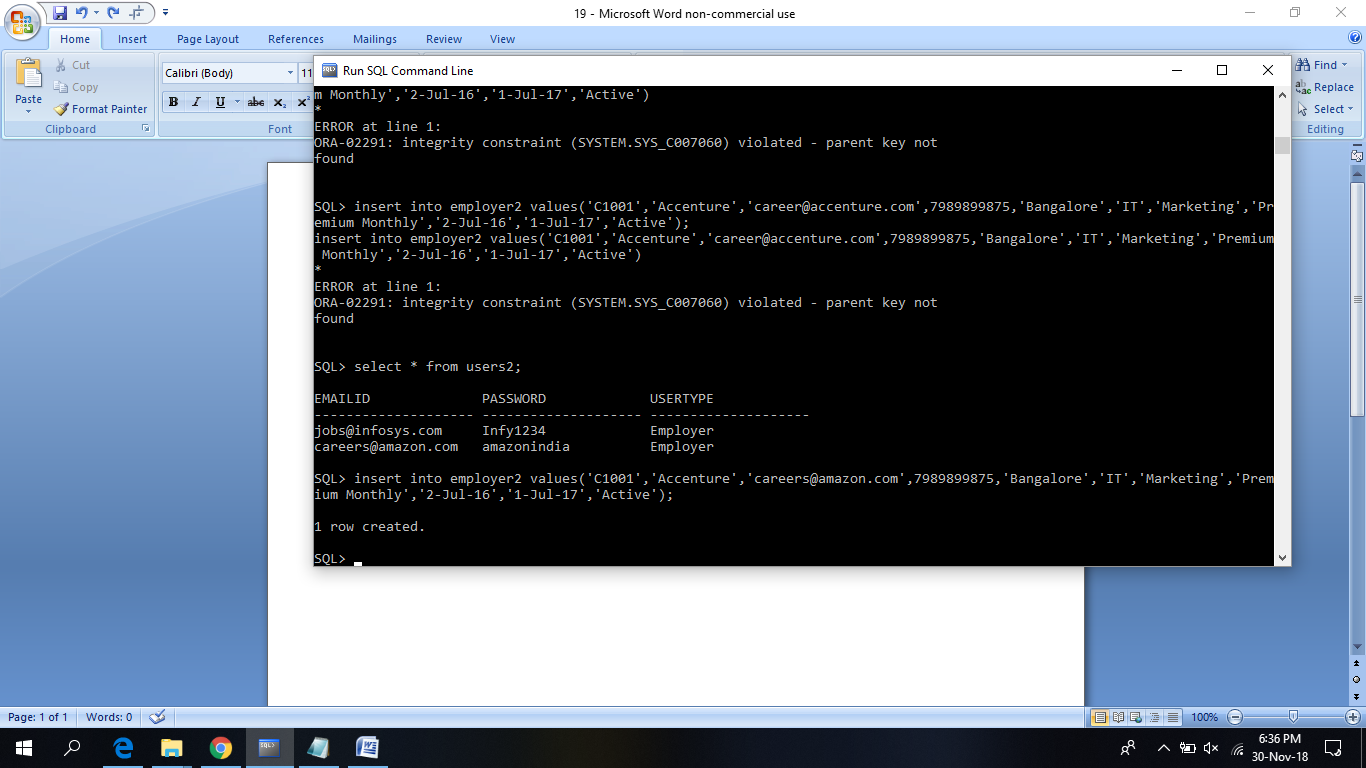 19 - Microsoft Word non-commercial use
Home Insert Page Layout References Mailings Review View
Paste
Cut
Copy
Format Painter
Clipboard
Calibri (Body) 11
B I U abc x₂ x²
Font
Find
Replace
Select
Editing
Run SQL Command Line
m Monthly','2-Jul-16','1-Jul-17','Active')
*
ERROR at line 1:
ORA-02291: integrity constraint (SYSTEM.SYS_C007060) violated - parent key not
found
SQL> insert into employer2 values('C1001','Accenture','career@accenture.com',7989899875,'Bangalore','IT','Marketing','Pr
emium Monthly','2-Jul-16','1-Jul-17','Active');
insert into employer2 values('C1001','Accenture','career@accenture.com',7989899875,'Bangalore','IT','Marketing','Premium
 Monthly','2-Jul-16','1-Jul-17','Active')
*
ERROR at line 1:
ORA-02291: integrity constraint (SYSTEM.SYS_C007060) violated - parent key not
found
SQL> select * from users2;
EMAILID PASSWORD USERTYPE
-------------------- -------------------- --------------------
jobs@infosys.com Infy1234 Employer
careers@amazon.com amazonindia Employer
SQL> insert into employer2 values('C1001','Accenture','careers@amazon.com',7989899875,'Bangalore','IT','Marketing','Prem
ium Monthly','2-Jul-16','1-Jul-17','Active');
1 row created.
SQL>
Page: 1 of 1 Words: 0 100%
6:36 PM
30-Nov-18